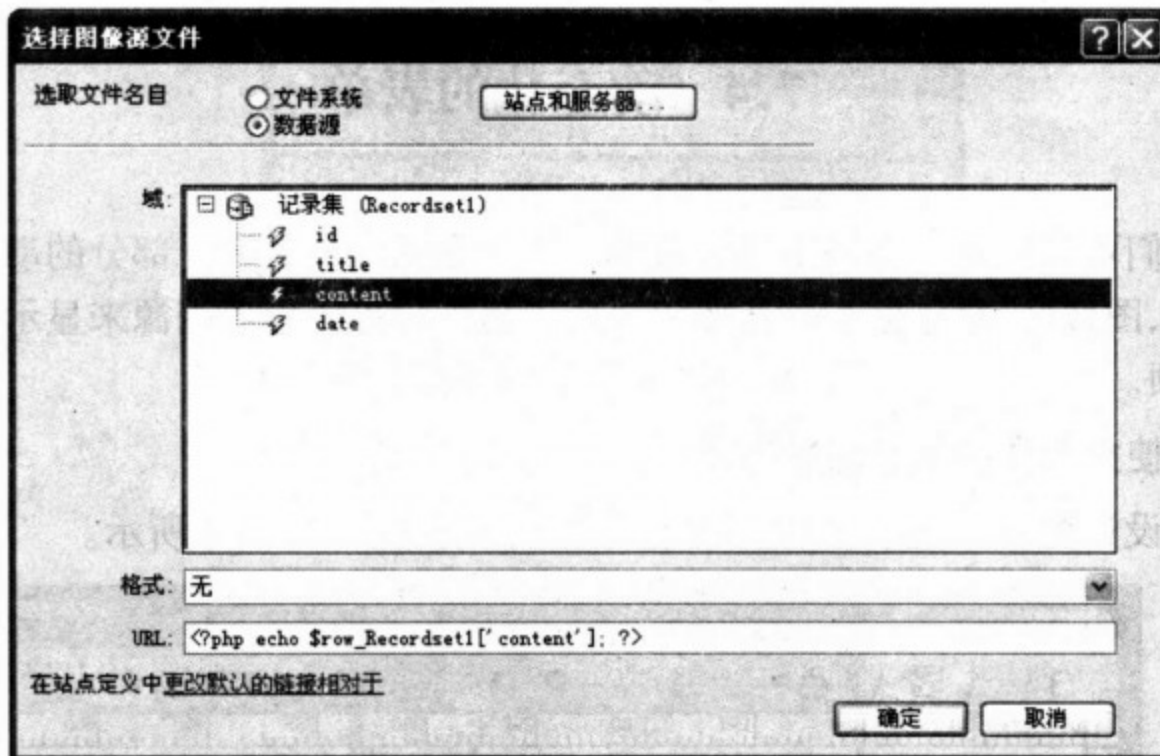 选择图像源文件
选取文件名自
文件系统
站点和服务器...
数据源
域:
记录集 (Recordset1)
id
title
content
date
格式: 无
URL: <?php echo $row_Recordset1['content']; ?>
在站点定义中更改默认的链接相对于
确定
取消